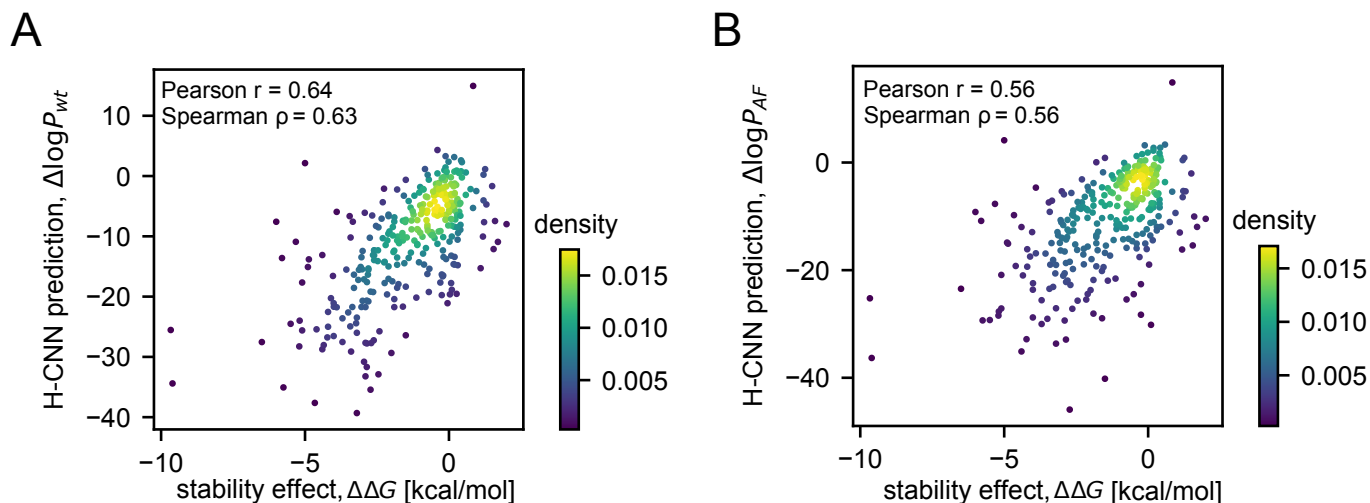 A
Pearson r = 0.64
Spearman ρ = 0.63
10
0
−10
−20
−30
−40
H-CNN prediction, ΔlogP_wt
−10
−5
0
stability effect, ΔΔG [kcal/mol]
density
0.015
0.010
0.005
B
Pearson r = 0.56
Spearman ρ = 0.56
0
−20
−40
H-CNN prediction, ΔlogP_AF
−10
−5
0
stability effect, ΔΔG [kcal/mol]
density
0.015
0.010
0.005